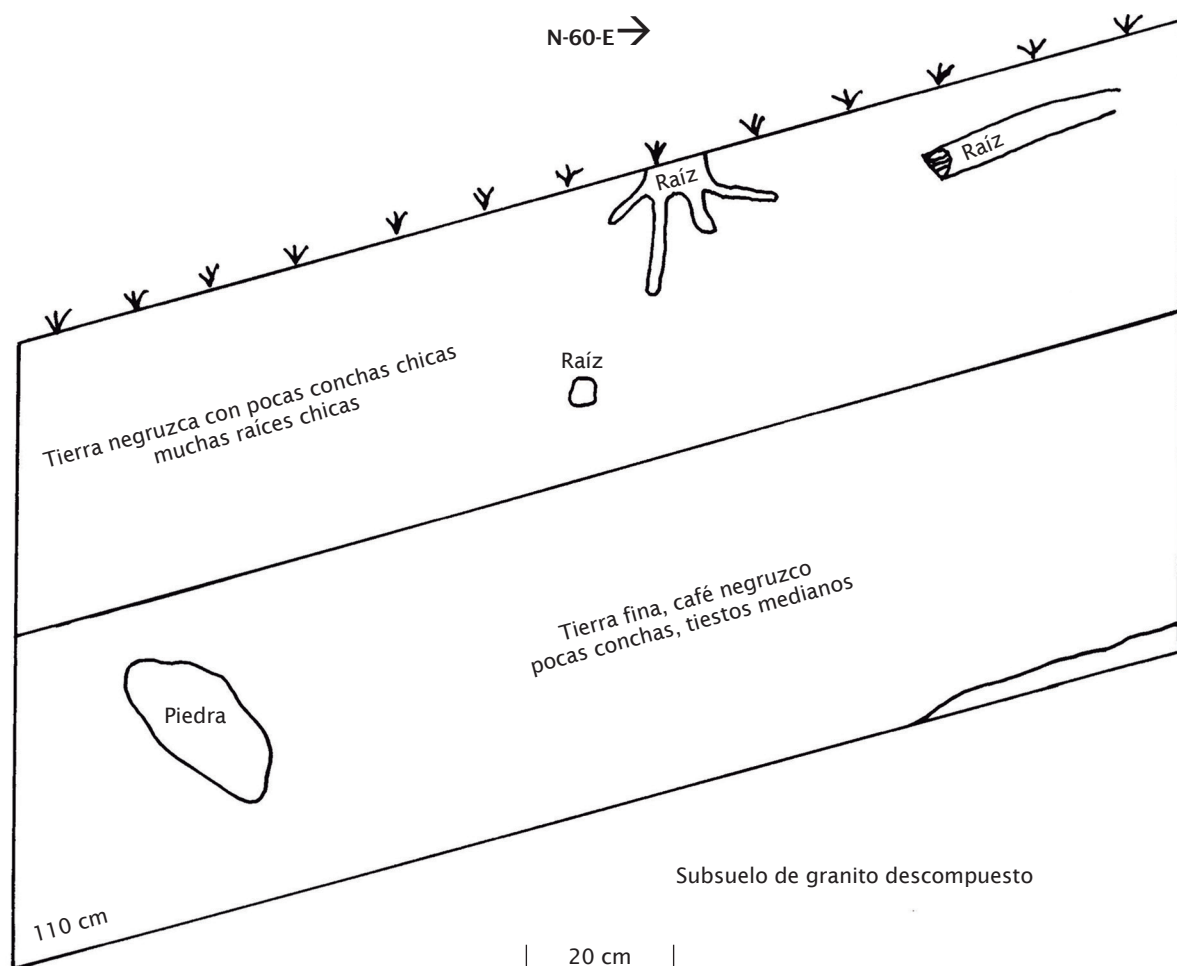 N-60-E
Raíz
Raíz
Raíz
Tierra negruzca con pocas conchas chicas
muchas raíces chicas
Tierra fina, café negruzco
pocas conchas, tiestos medianos
Piedra
Subsuelo de granito descompuesto
110 cm
20 cm